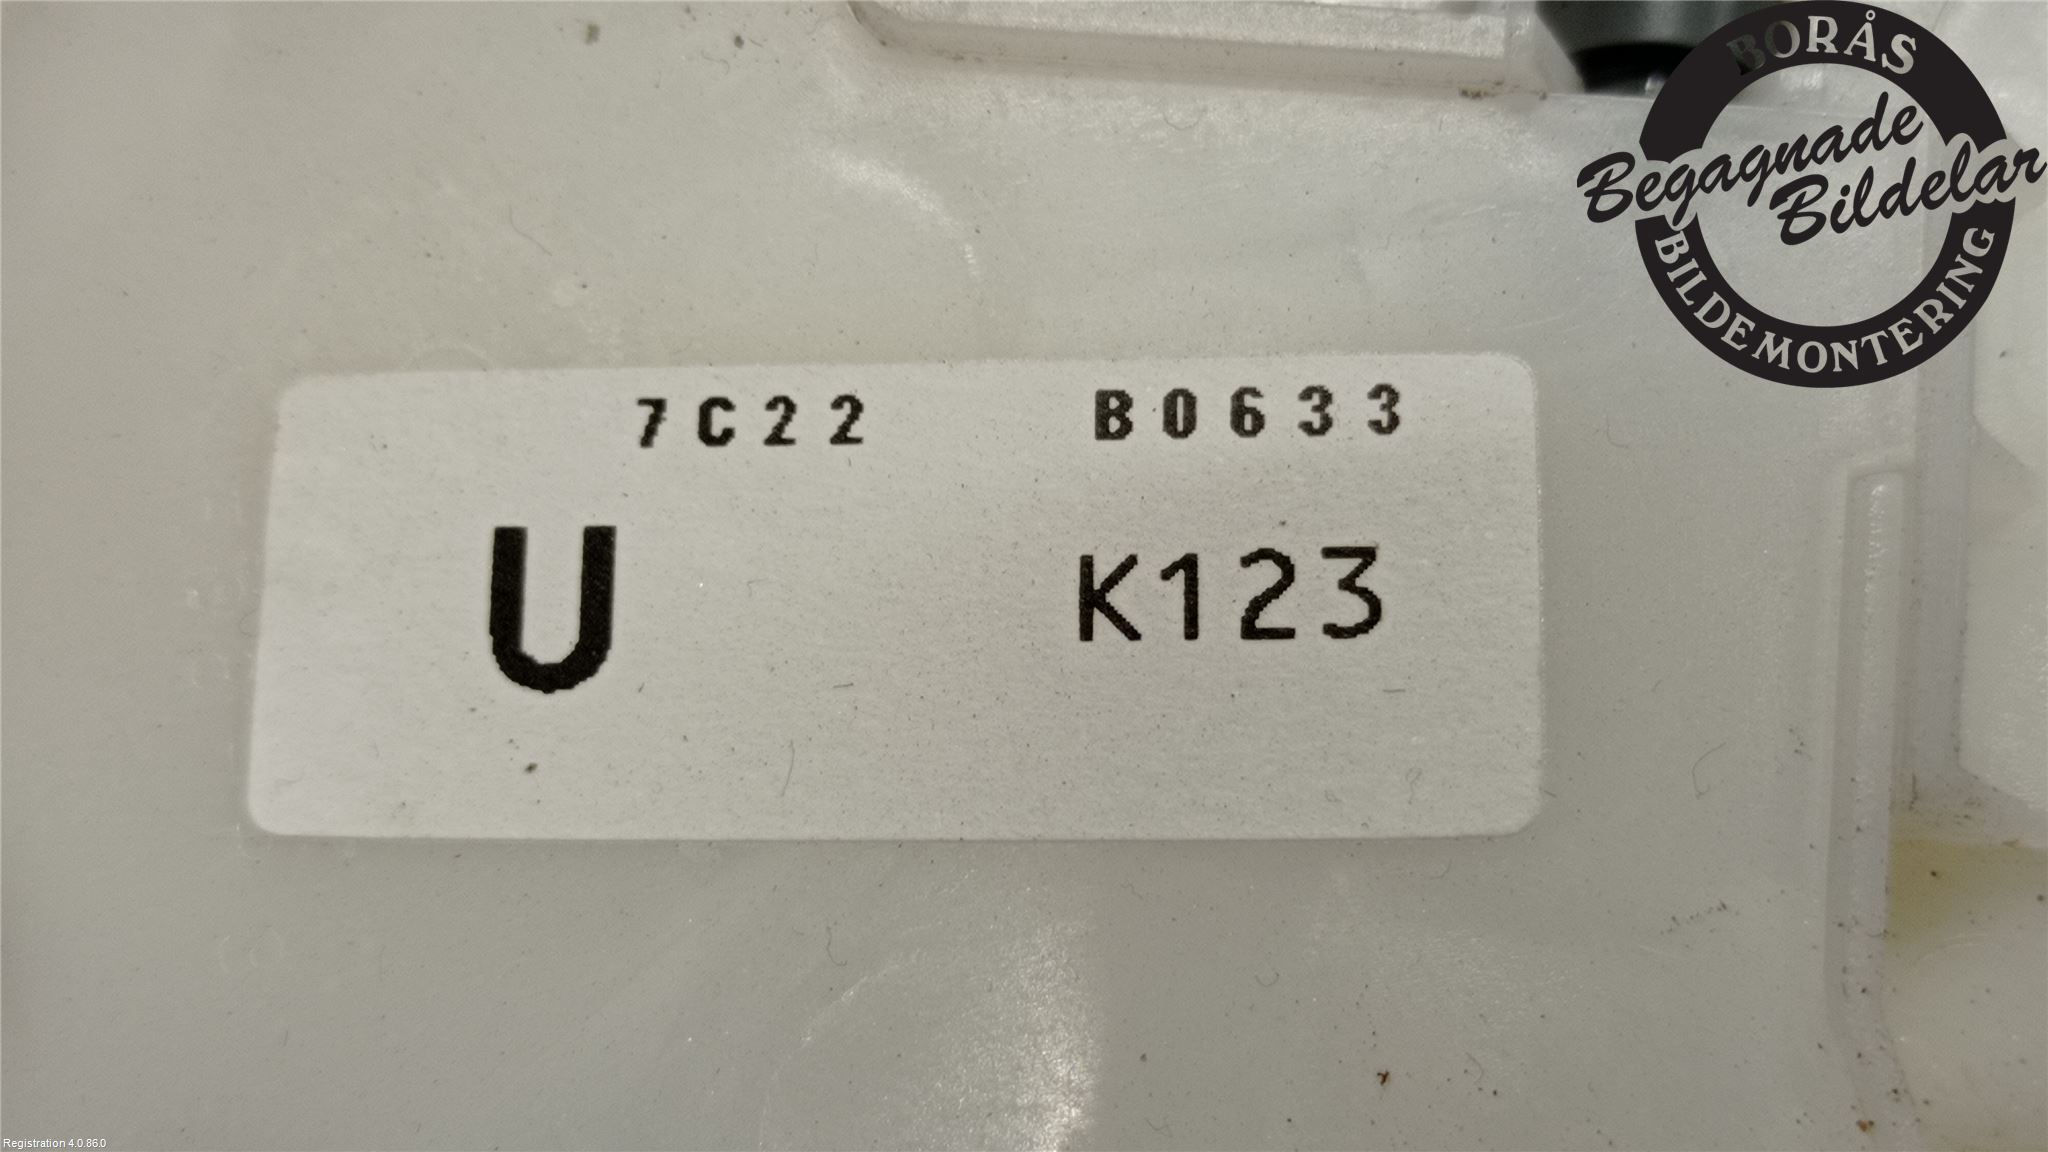 BORÅS
Begagnade
Bildelar
BILDEMONTERING
7C22 B0633
U K123
Registration 4.0.86.0